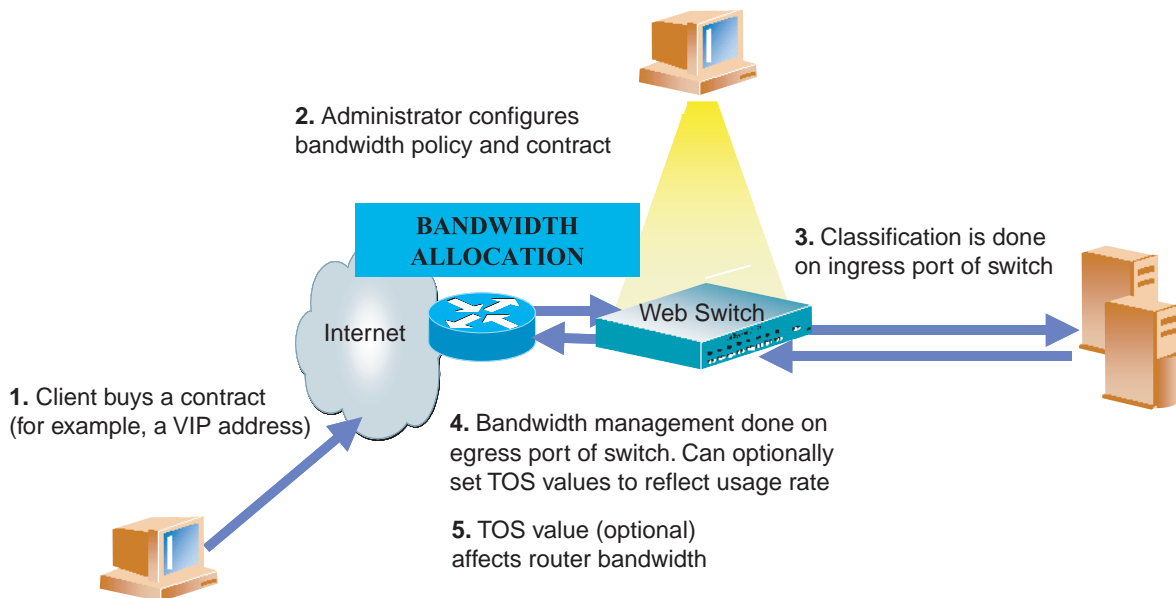 2. Administrator configures
bandwidth policy and contract
BANDWIDTH
ALLOCATION
3. Classification is done
on ingress port of switch
Internet
Web Switch
1. Client buys a contract
(for example, a VIP address)
4. Bandwidth management done on
egress port of switch. Can optionally
set TOS values to reflect usage rate
5. TOS value (optional)
affects router bandwidth